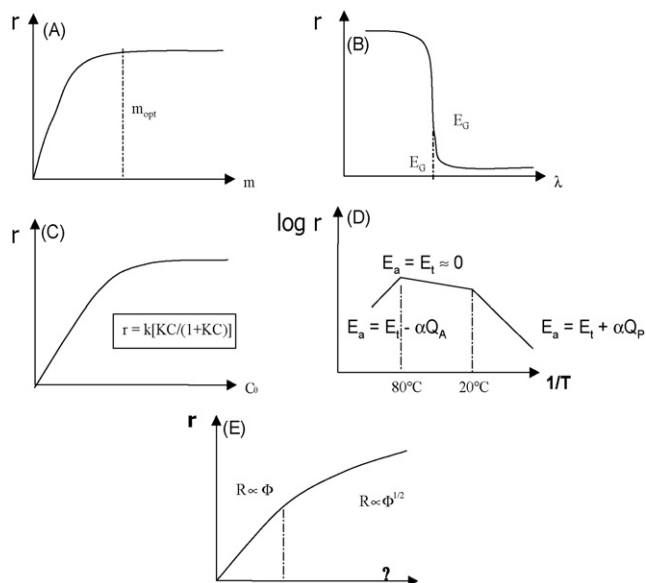 r (A)
m_opt
m
r (B)
E_G
E_G
λ
r (C)
r = k[KC/(1+KC)]
C₀
log r (D)
E_a = E_t ≈ 0
E_a = E_t - αQ_A
E_a = E_t + αQ_P
80°C
20°C
1/T
r (E)
R∝Φ
R∝Φ^1/2
?